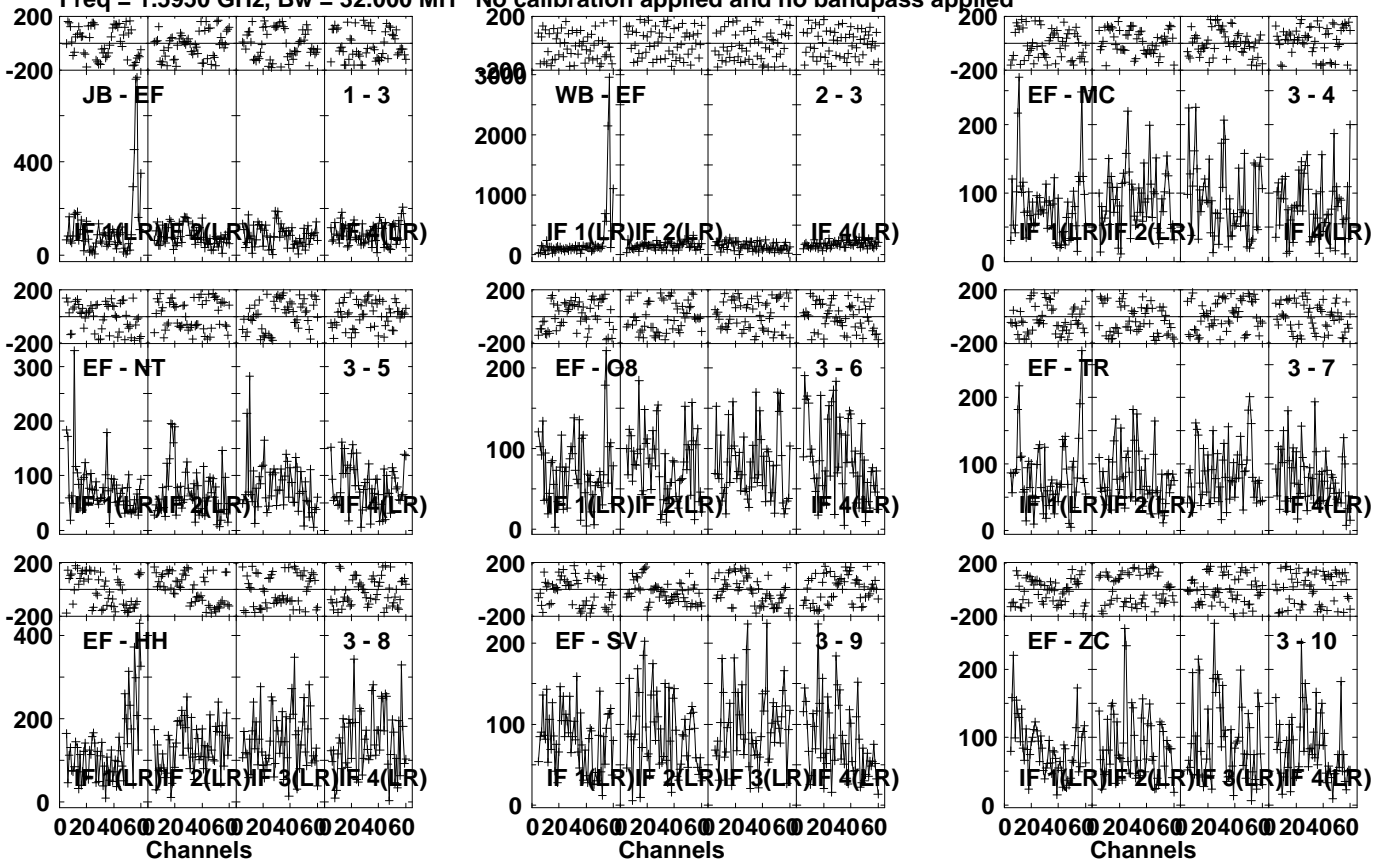 Freq = 1.5950 GHz, Bw = 32.000 MH No calibration applied and no bandpass applied
200
-200
JB - EF 1 - 3
400
0
IF 1(LR) IF 2(LR) IF 4(LR)
200
-200
3000
WB - EF 2 - 3
2000
1000
0
IF 1(LR) IF 2(LR) IF 4(LR)
200
-200
EF - MC 3 - 4
200
100
0
IF 1(LR) IF 2(LR) IF 4(LR)
200
-200
300
EF - NT 3 - 5
200
100
0
IF 1(LR) IF 2(LR) IF 4(LR)
200
-200
200
EF - O8 3 - 6
100
0
IF 1(LR) IF 2(LR) IF 4(LR)
200
-200
EF - TR 3 - 7
200
100
0
IF 1(LR) IF 2(LR) IF 4(LR)
200
-200
400
EF - HH 3 - 8
200
0
IF 1(LR) IF 2(LR) IF 3(LR) IF 4(LR)
0 20 40 60 0 20 40 60 0 20 40 60 0 20 40 60
Channels
200
-200
200
EF - SV 3 - 9
100
0
IF 1(LR) IF 2(LR) IF 3(LR) IF 4(LR)
0 20 40 60 0 20 40 60 0 20 40 60 0 20 40 60
Channels
200
-200
200
EF - ZC 3 - 10
100
0
IF 1(LR) IF 2(LR) IF 3(LR) IF 4(LR)
0 20 40 60 0 20 40 60 0 20 40 60 0 20 40 60
Channels